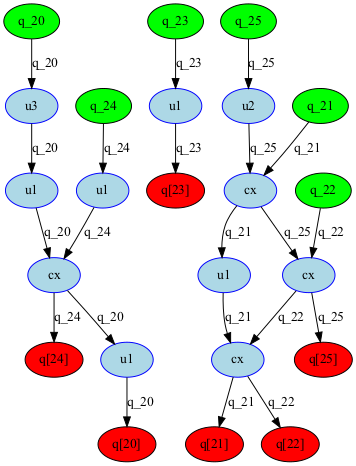 q_20 q_23 q_25
q_20 q_23 q_25
u3 q_24 u1 u2 q_21
q_20 q_24 q_23 q_25 q_21
u1 u1 q[23] cx q_22
q_20 q_24 q_21 q_25 q_22
cx u1 cx
q_24 q_20 q_21 q_22 q_25
q[24] u1 cx q[25]
q_20 q_21 q_22
q[20] q[21] q[22]